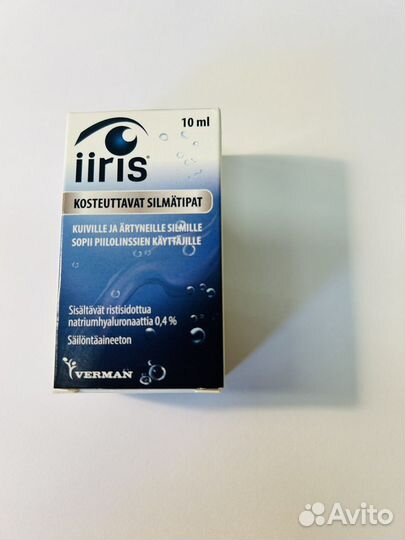 10 ml
iiris®
KOSTEUTTAVAT SILMÄTIPAT
KUIVILLE JA ÄRTYNEILLE SILMILLE
SOPII PIILOLINSSIEN KÄYTTÄJILLE
Sisältävät ristisidottua
natriumhyaluronaattia 0,4 %
Säilöntäaineeton
VERMAN
Avito